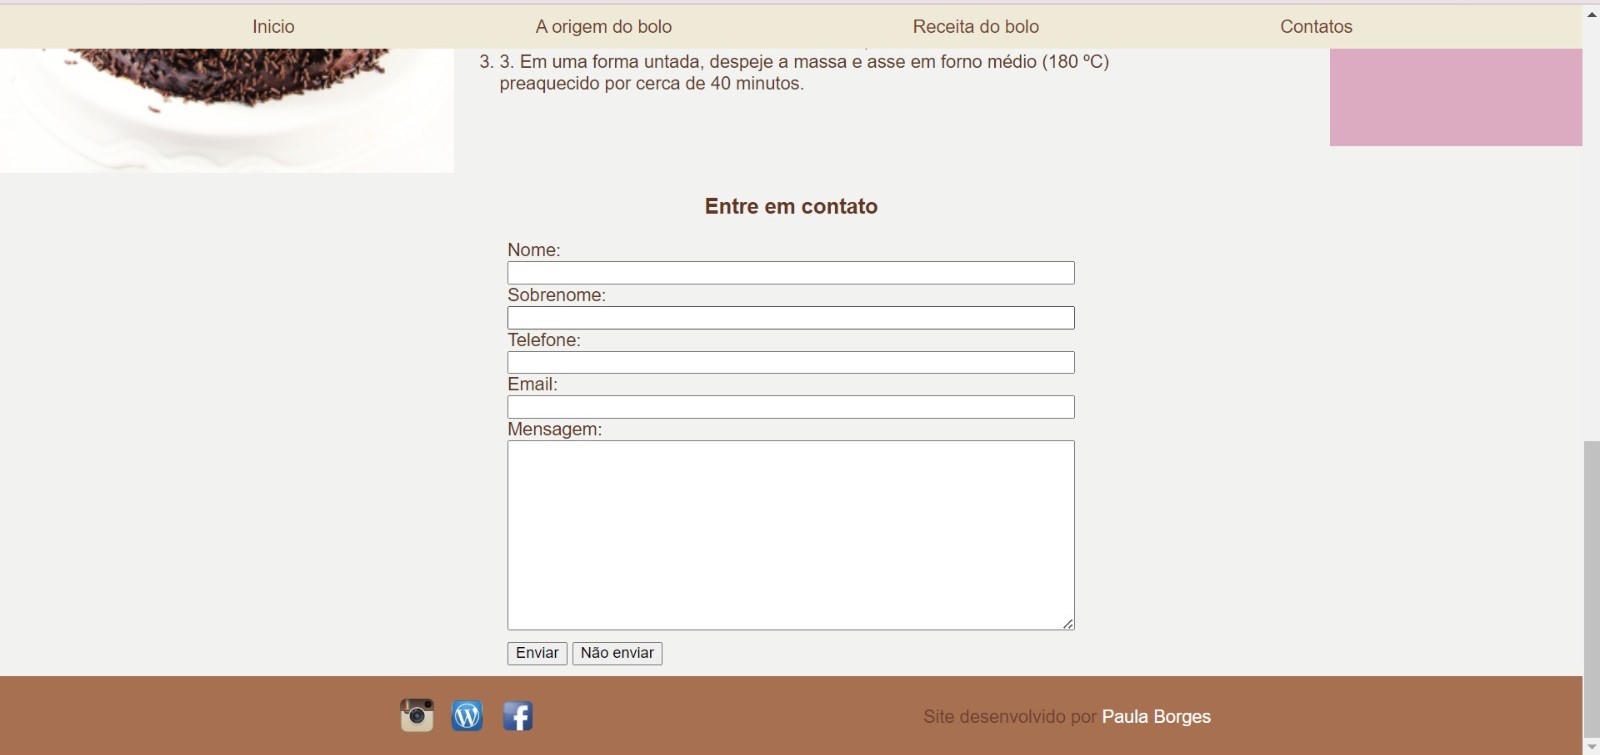 Inicio
A origem do bolo
Receita do bolo
Contatos
3. 3. Em uma forma untada, despeje a massa e asse em forno médio (180 ºC)
preaquecido por cerca de 40 minutos.
Entre em contato
Nome:
Sobrenome:
Telefone:
Email:
Mensagem:
Enviar
Não enviar
Site desenvolvido por Paula Borges